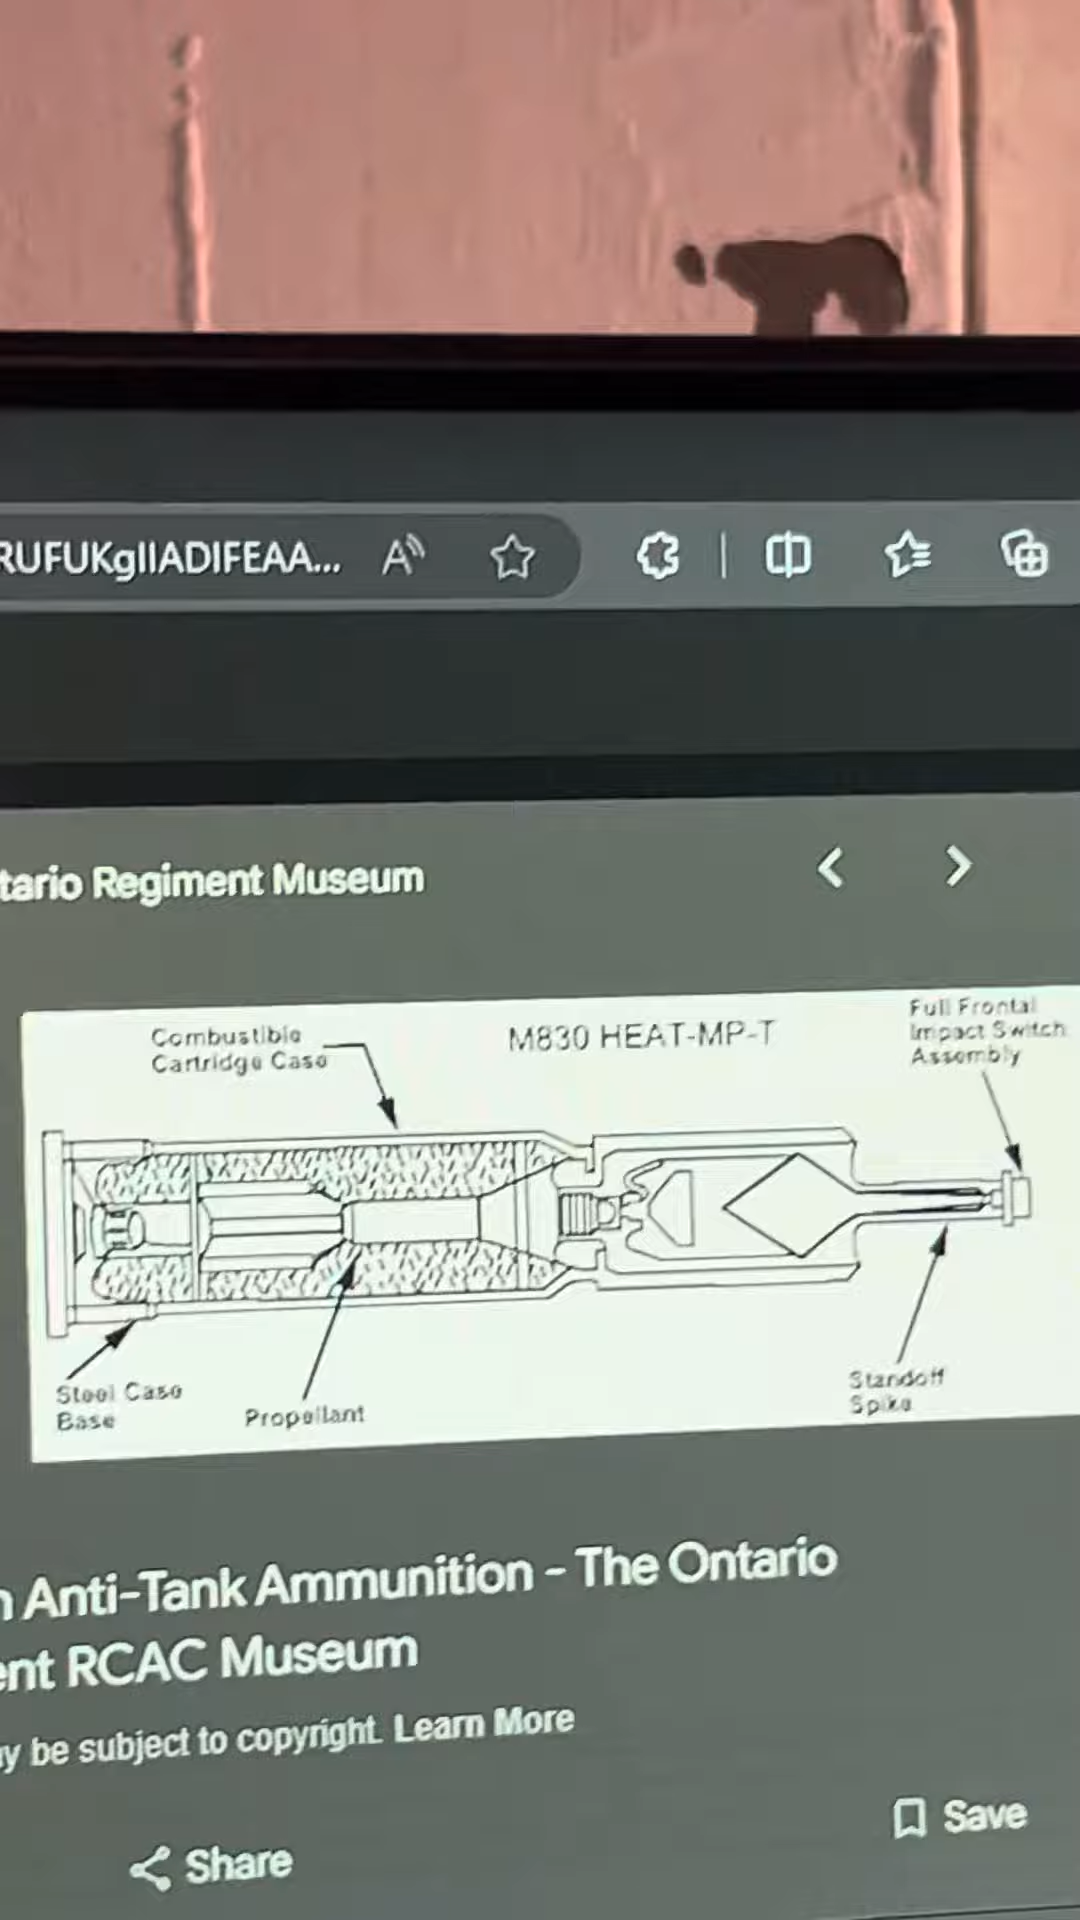 RUFUKgIIADIFEAA...
tario Regiment Museum
Combustible
Cartridge Case
M830 HEAT-MP-T
Full Frontal
Impact Switch
Assembly
Steel Case
Base
Propellant
Standoff
Spike
n Anti-Tank Ammunition - The Ontario
ent RCAC Museum
ay be subject to copyright. Learn More
Save
Share